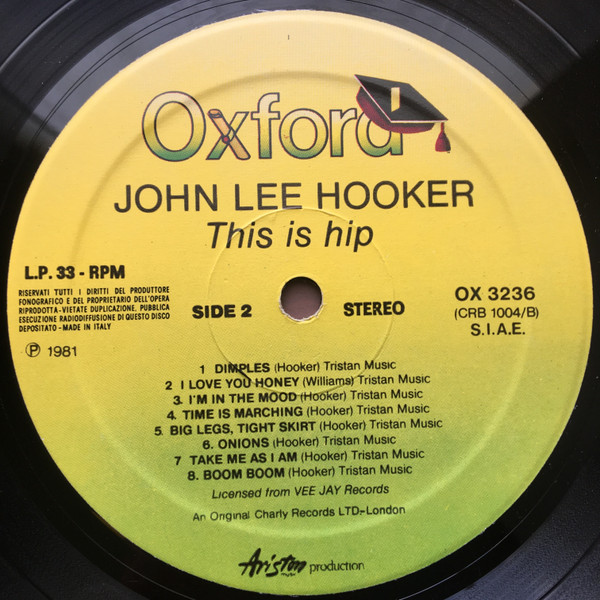 Oxford
JOHN LEE HOOKER
This is hip
L.P. 33 - RPM
RISERVATI TUTTI I DIRITTI DEL PRODUTTORE
FONOGRAFICO E DEL PROPRIETARIO DELL'OPERA
RIPRODOTTA - VIETATE DUPLICAZIONE, PUBBLICA
ESECUZIONE RADIODIFFUSIONE DI QUESTO DISCO
DEPOSITATO - MADE IN ITALY
Ⓟ 1981
SIDE 2
STEREO
OX 3236
(CRB 1004/B)
S.I.A.E.
1 DIMPLES (Hooker) Tristan Music
2 I LOVE YOU HONEY (Williams) Tristan Music
3. I'M IN THE MOOD (Hooker) Tristan Music
4. TIME IS MARCHING (Hooker) Tristan Music
5. BIG LEGS, TIGHT SKIRT (Hooker) Tristan Music
6. ONIONS (Hooker) Tristan Music
7 TAKE ME AS I AM (Hooker) Tristan Music
8. BOOM BOOM (Hooker) Tristan Music
Licensed from VEE JAY Records
An Original Charly Records LTD.-London
Ariston production
music